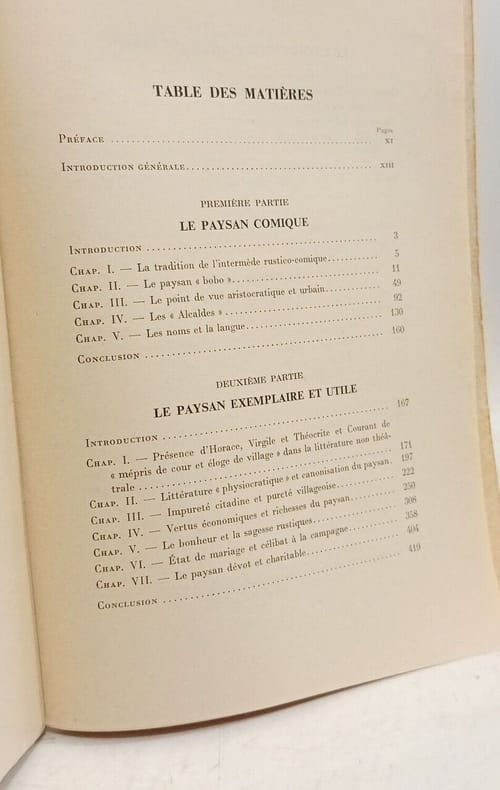 TABLE DES MATIÈRES
Pages
PRÉFACE ........ XI
INTRODUCTION GÉNÉRALE ........ XIII
PREMIÈRE PARTIE
LE PAYSAN COMIQUE
INTRODUCTION ........ 3
CHAP. I. — La tradition de l'intermède rustico-comique ........ 5
CHAP. II. — Le paysan « bobo » ........ 11
CHAP. III. — Le point de vue aristocratique et urbain ........ 49
CHAP. IV. — Les « Alcaldes » ........ 92
CHAP. V. — Les noms et la langue ........ 130
CONCLUSION ........ 160
DEUXIÈME PARTIE
LE PAYSAN EXEMPLAIRE ET UTILE
INTRODUCTION ........ 167
CHAP. I. — Présence d'Horace, Virgile et Théocrite et Courant de
« mépris de cour et éloge de village » dans la littérature non théâ-
trale ........ 171
CHAP. II. — Littérature « physiocratique » et canonisation du paysan. 197
CHAP. III. — Impureté citadine et pureté villageoise ........ 222
CHAP. IV. — Vertus économiques et richesses du paysan ........ 250
CHAP. V. — Le bonheur et la sagesse rustiques ........ 308
CHAP. VI. — État de mariage et célibat à la campagne ........ 358
CHAP. VII. — Le paysan dévot et charitable ........ 404
CONCLUSION ........ 419